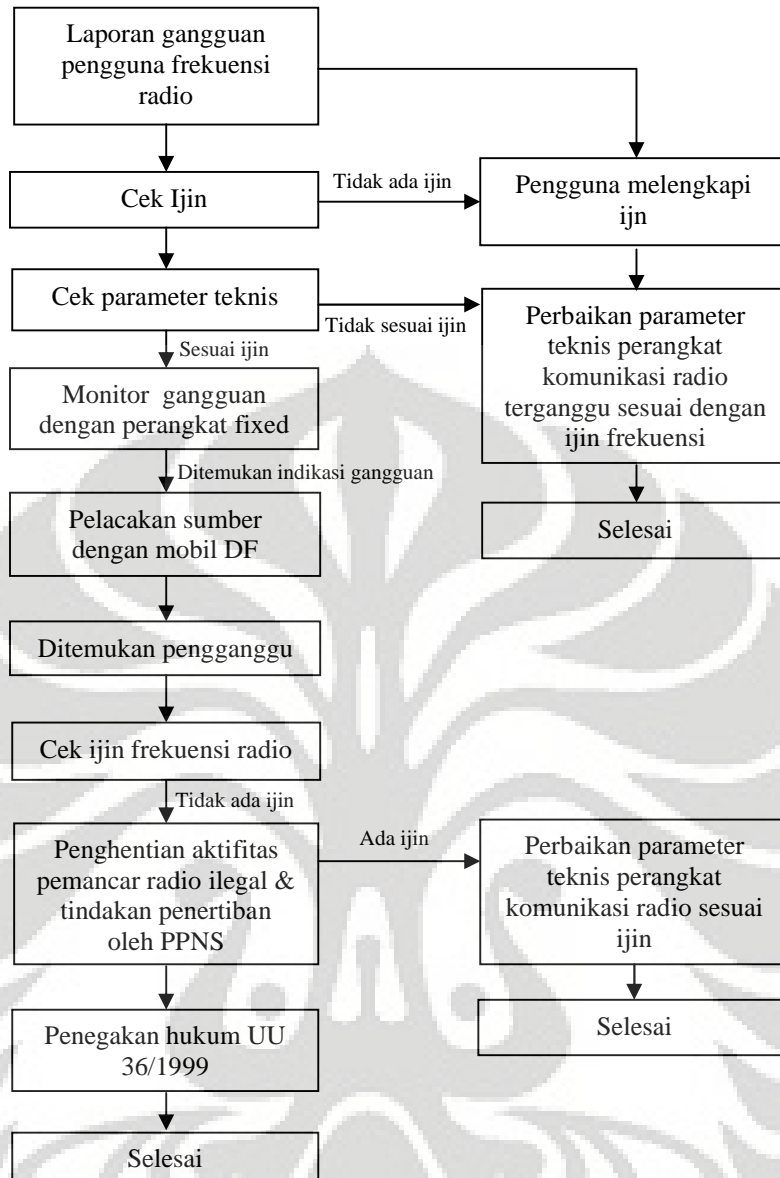 Laporan gangguan
pengguna frekuensi
radio
Cek Ijin
Tidak ada ijin
Pengguna melengkapi
ijn
Cek parameter teknis
Tidak sesuai ijin
Perbaikan parameter
teknis perangkat
komunikasi radio
terganggu sesuai dengan
ijin frekuensi
Sesuai ijin
Monitor gangguan
dengan perangkat fixed
Ditemukan indikasi gangguan
Selesai
Pelacakan sumber
dengan mobil DF
Ditemukan pengganggu
Cek ijin frekuensi radio
Tidak ada ijin
Penghentian aktifitas
pemancar radio ilegal &
tindakan penertiban
oleh PPNS
Ada ijin
Perbaikan parameter
teknis perangkat
komunikasi radio sesuai
ijin
Selesai
Penegakan hukum UU
36/1999
Selesai